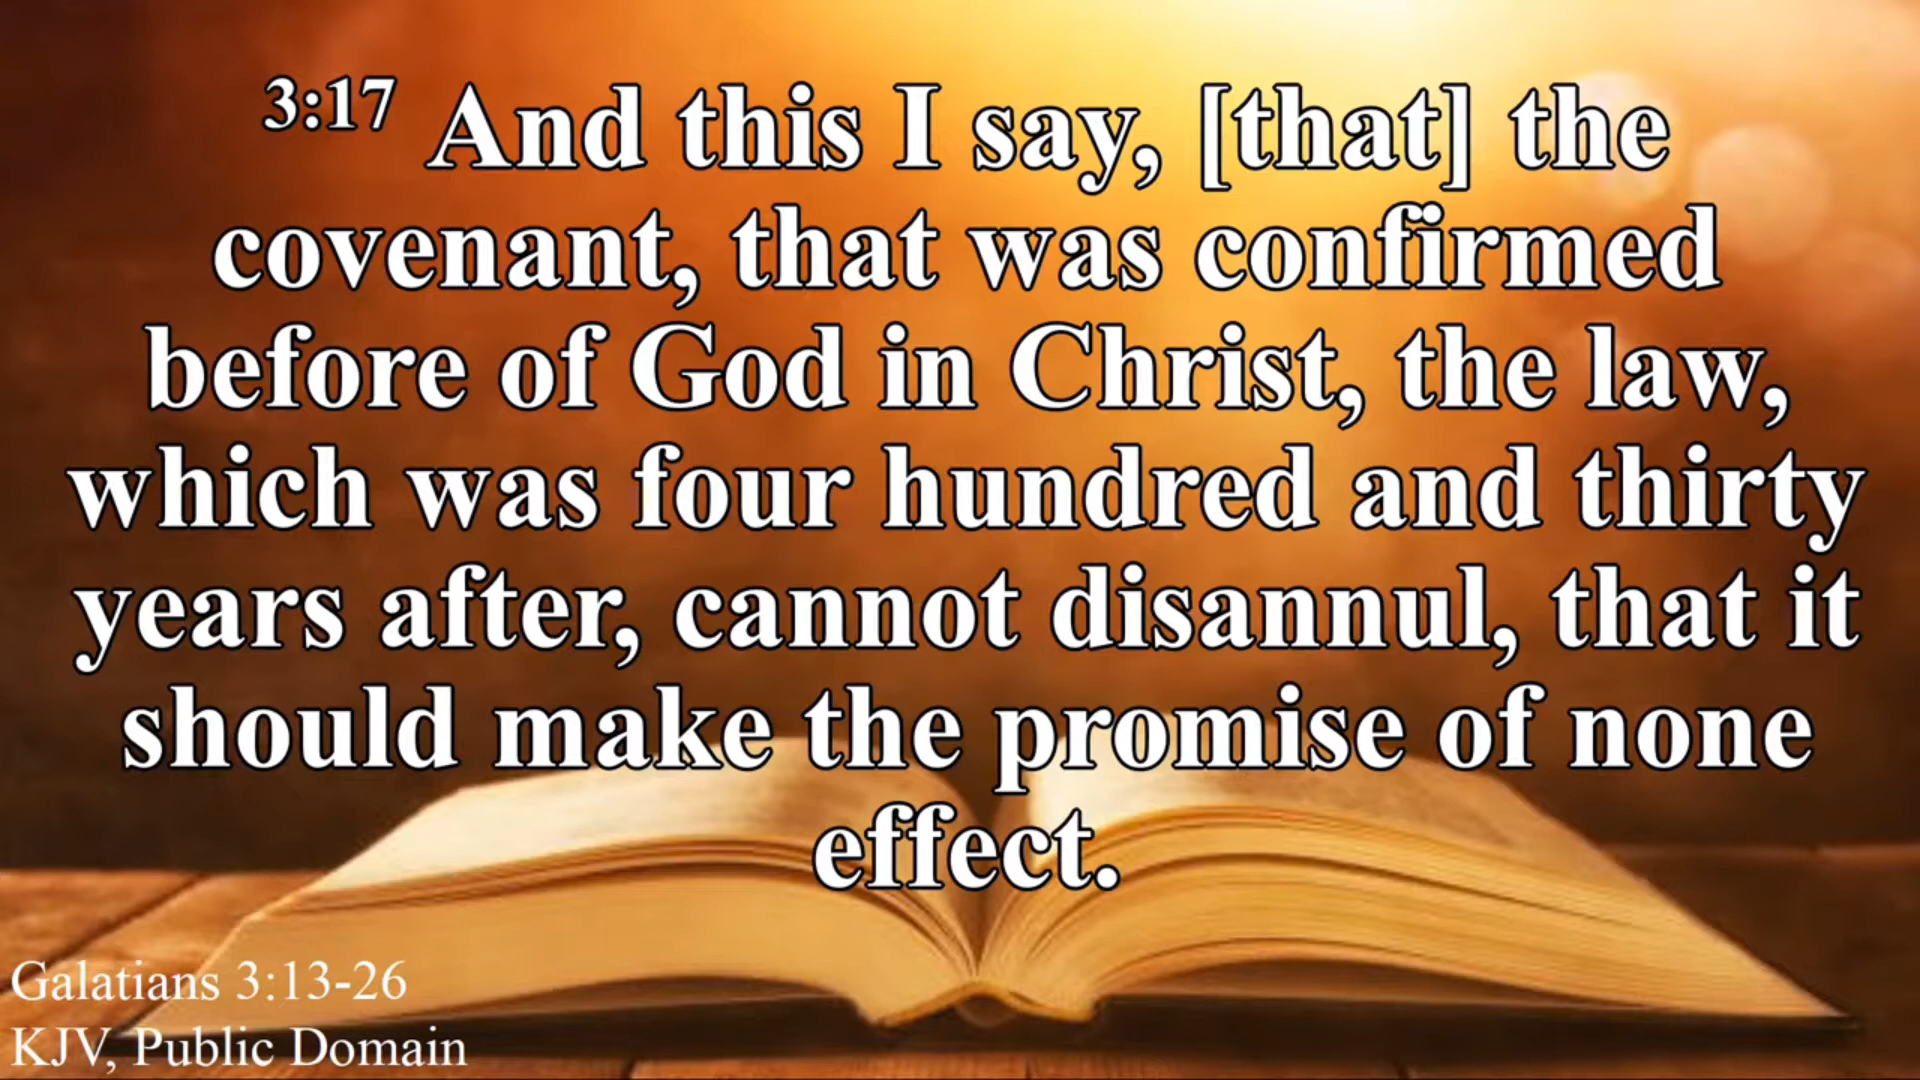 3:17 And this I say, [that] the
covenant, that was confirmed
before of God in Christ, the law,
which was four hundred and thirty
years after, cannot disannul, that it
should make the promise of none
effect.
Galatians 3:13-26
KJV, Public Domain